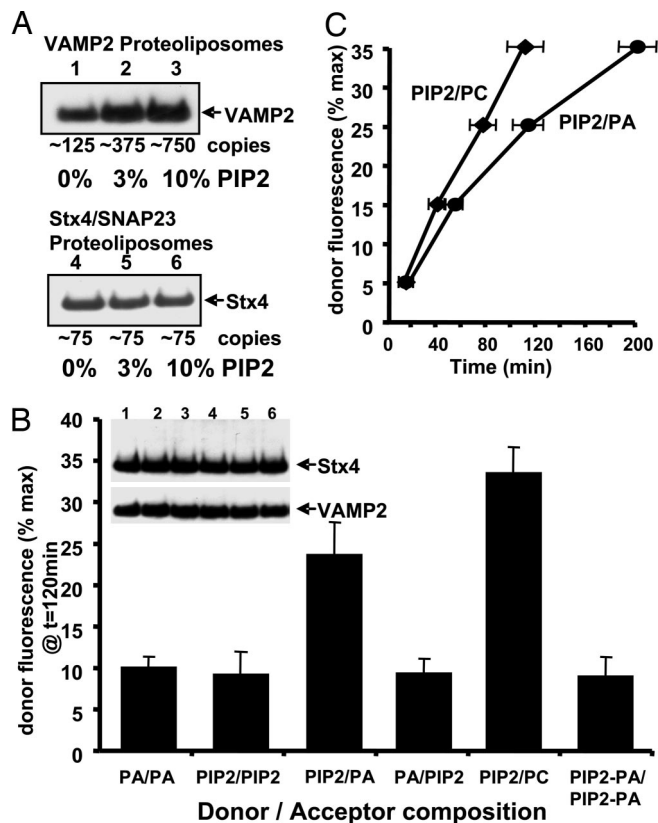 A
VAMP2 Proteoliposomes
1 2 3
VAMP2
~125 ~375 ~750 copies
0% 3% 10% PIP2
Stx4/SNAP23
Proteoliposomes
4 5 6
Stx4
~75 ~75 ~75 copies
0% 3% 10% PIP2
C
donor fluorescence (% max)
35
30
25
20
15
10
5
0
PIP2/PC
PIP2/PA
0 40 80 120 160 200
Time (min)
B
donor fluorescence (% max)
@ t=120min
40
35
30
25
20
15
10
5
0
1 2 3 4 5 6
Stx4
VAMP2
PA/PA PIP2/PIP2 PIP2/PA PA/PIP2 PIP2/PC PIP2-PA/
PIP2-PA
Donor / Acceptor composition